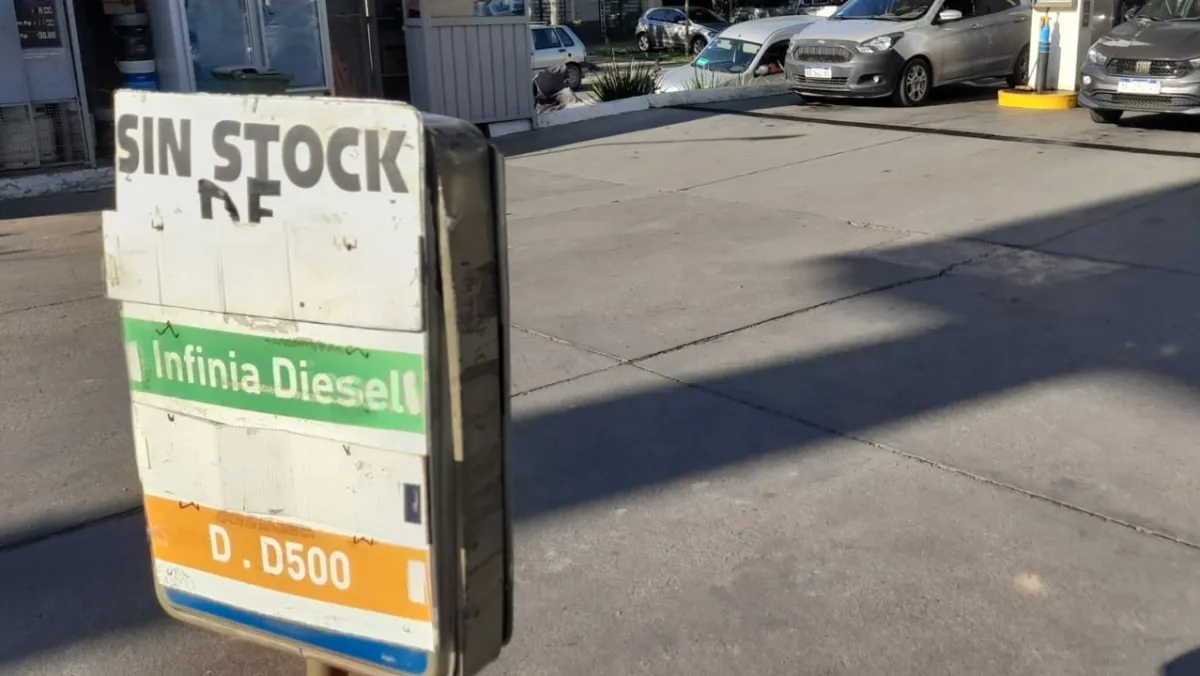 SIN STOCK
DE
Infinia Diesel
D . D500